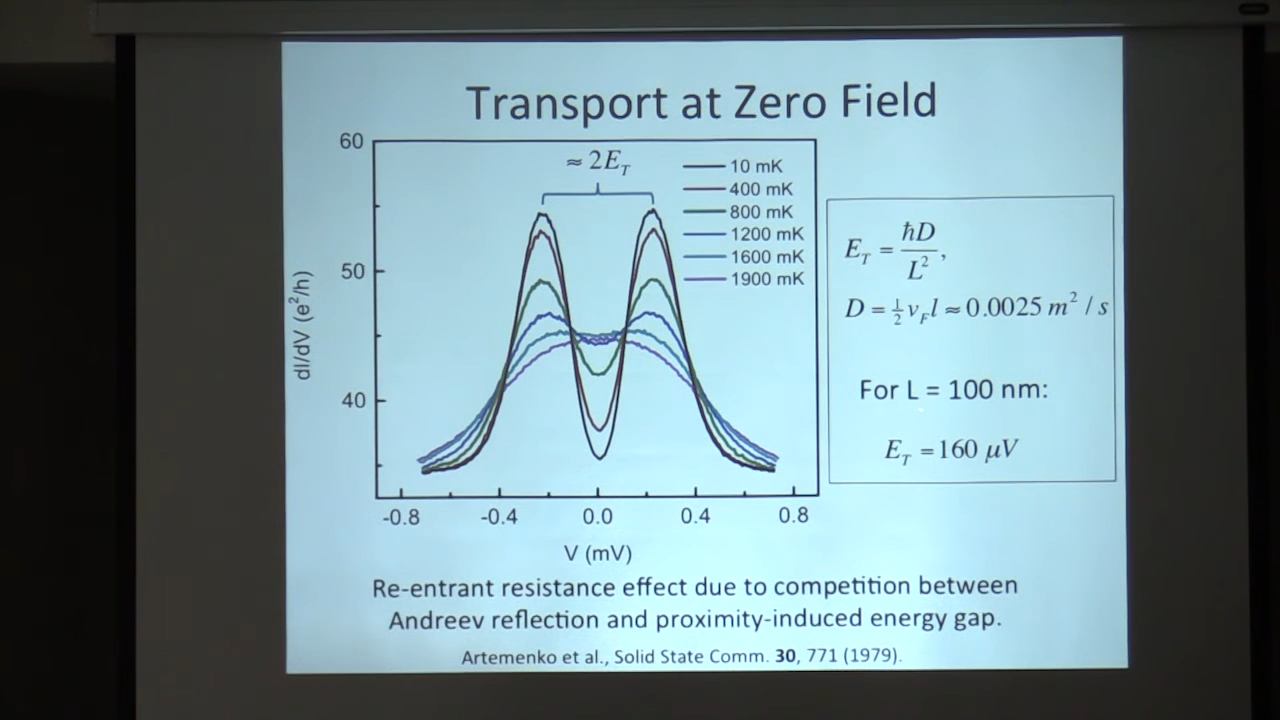 Transport at Zero Field
60
50
40
dI/dV (e²/h)
≈ 2E_T
10 mK
400 mK
800 mK
1200 mK
1600 mK
1900 mK
-0.8 -0.4 0.0 0.4 0.8
V (mV)
E_T = ħD / L²,
D = ½ v_F l ≈ 0.0025 m² / s
For L = 100 nm:
E_T = 160 μV
Re-entrant resistance effect due to competition between
Andreev reflection and proximity-induced energy gap.
Artemenko et al., Solid State Comm. 30, 771 (1979).